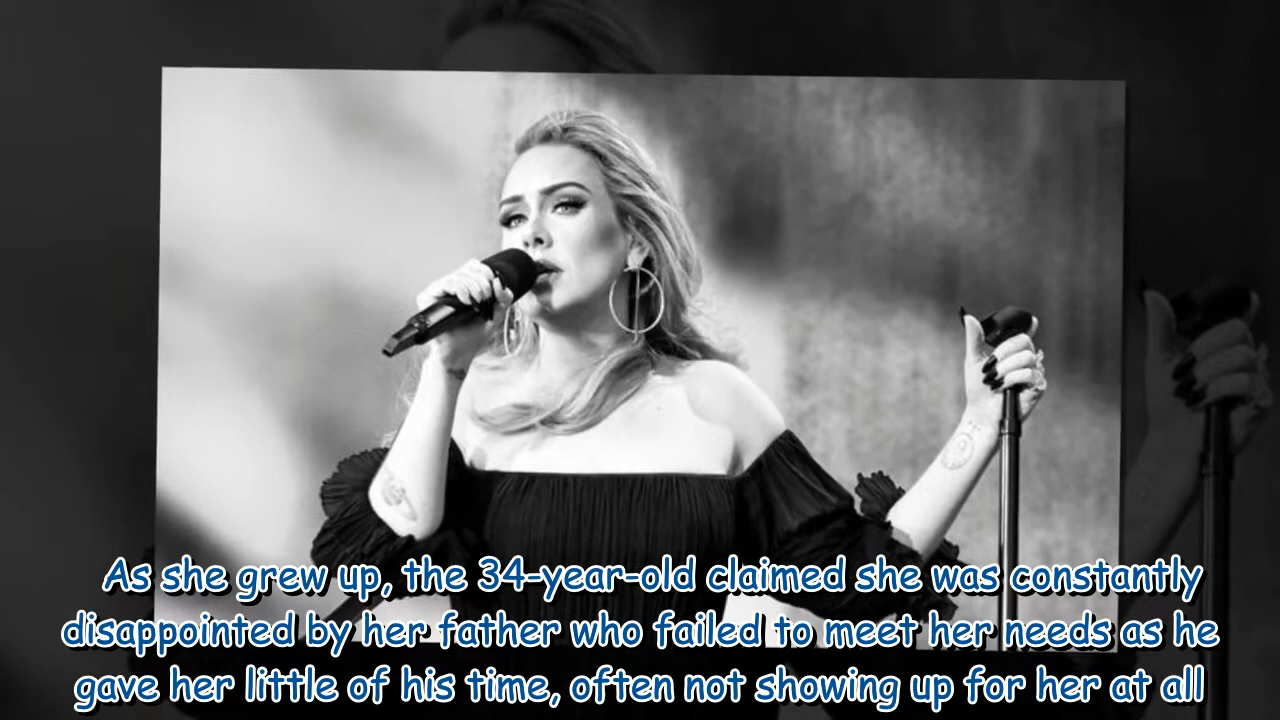 As she grew up, the 34-year-old claimed she was constantly
disappointed by her father who failed to meet her needs as he
gave her little of his time, often not showing up for her at all